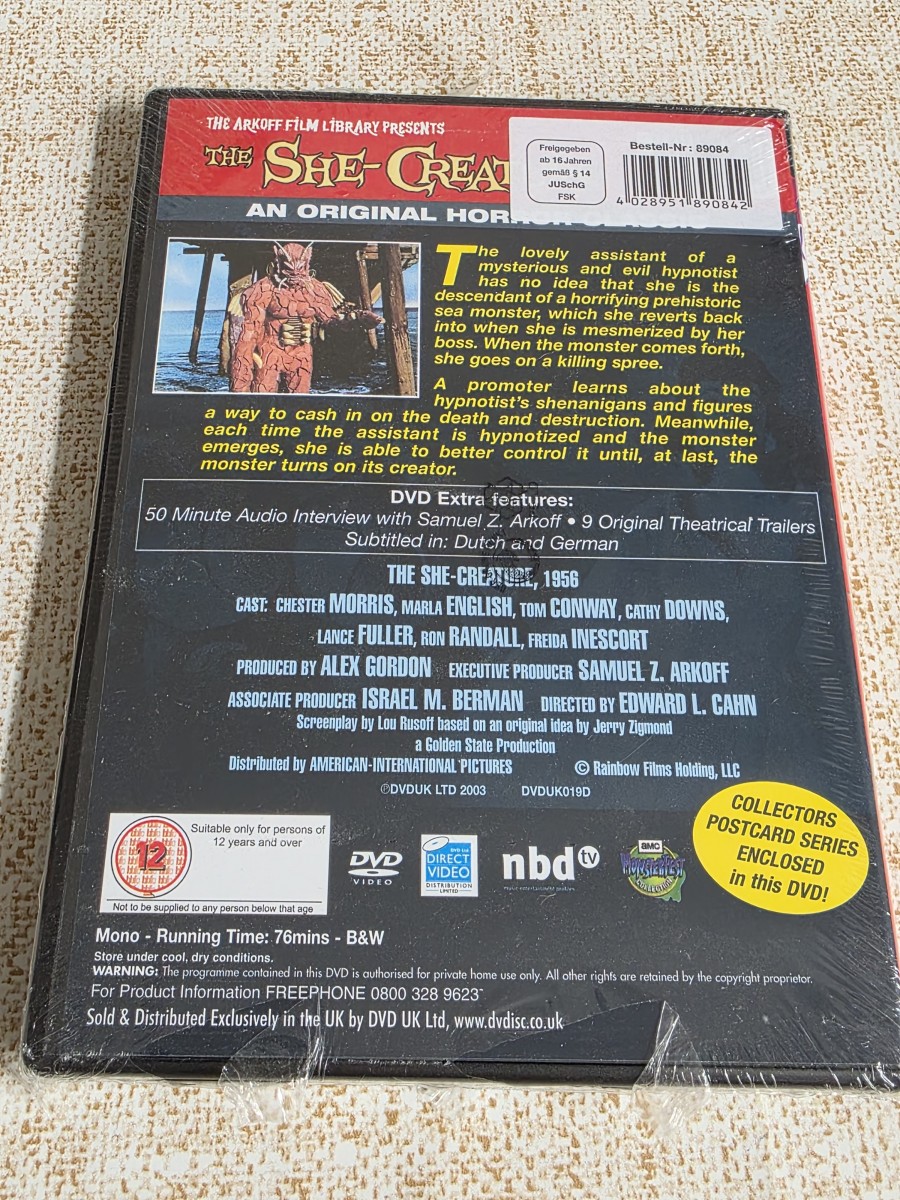 THE ARKOFF FILM LIBRARY PRESENTS
THE SHE-CREAT
AN ORIGINAL HORROR CLASSIC
Freigegeben
ab 16 Jahren
gemäß § 14
JUSchG
FSK
Bestell-Nr: 89084
4 028951 890842
The lovely assistant of a
mysterious and evil hypnotist
has no idea that she is the
descendant of a horrifying prehistoric
sea monster, which she reverts back
into when she is mesmerized by her
boss. When the monster comes forth,
she goes on a killing spree.
A promoter learns about the
hypnotist's shenanigans and figures
a way to cash in on the death and destruction. Meanwhile,
each time the assistant is hypnotized and the monster
emerges, she is able to better control it until, at last, the
monster turns on its creator.
DVD Extra features:
50 Minute Audio Interview with Samuel Z. Arkoff • 9 Original Theatrical Trailers
Subtitled in: Dutch and German
THE SHE-CREATURE, 1956
CAST: CHESTER MORRIS, MARLA ENGLISH, TOM CONWAY, CATHY DOWNS,
LANCE FULLER, RON RANDALL, FREIDA INESCORT
PRODUCED BY ALEX GORDON EXECUTIVE PRODUCER SAMUEL Z. ARKOFF
ASSOCIATE PRODUCER ISRAEL M. BERMAN DIRECTED BY EDWARD L. CAHN
Screenplay by Lou Rusoff based on an original idea by Jerry Zigmond
a Golden State Production
Distributed by AMERICAN-INTERNATIONAL PICTURES © Rainbow Films Holding, LLC
℗DVDUK LTD 2003 DVDUK019D
COLLECTORS
POSTCARD SERIES
ENCLOSED
in this DVD!
12
Suitable only for persons of
12 years and over
Not to be supplied to any person below that age
DVD
VIDEO
DVD Ltd
DIRECT
VIDEO
DISTRIBUTION
LIMITED
nbd tv
amc
MONSTERFEST
COLLECTION
Mono - Running Time: 76mins - B&W
Store under cool, dry conditions.
WARNING: The programme contained in this DVD is authorised for private home use only. All other rights are retained by the copyright proprietor.
For Product Information FREEPHONE 0800 328 9623
Sold & Distributed Exclusively in the UK by DVD UK Ltd, www.dvdisc.co.uk